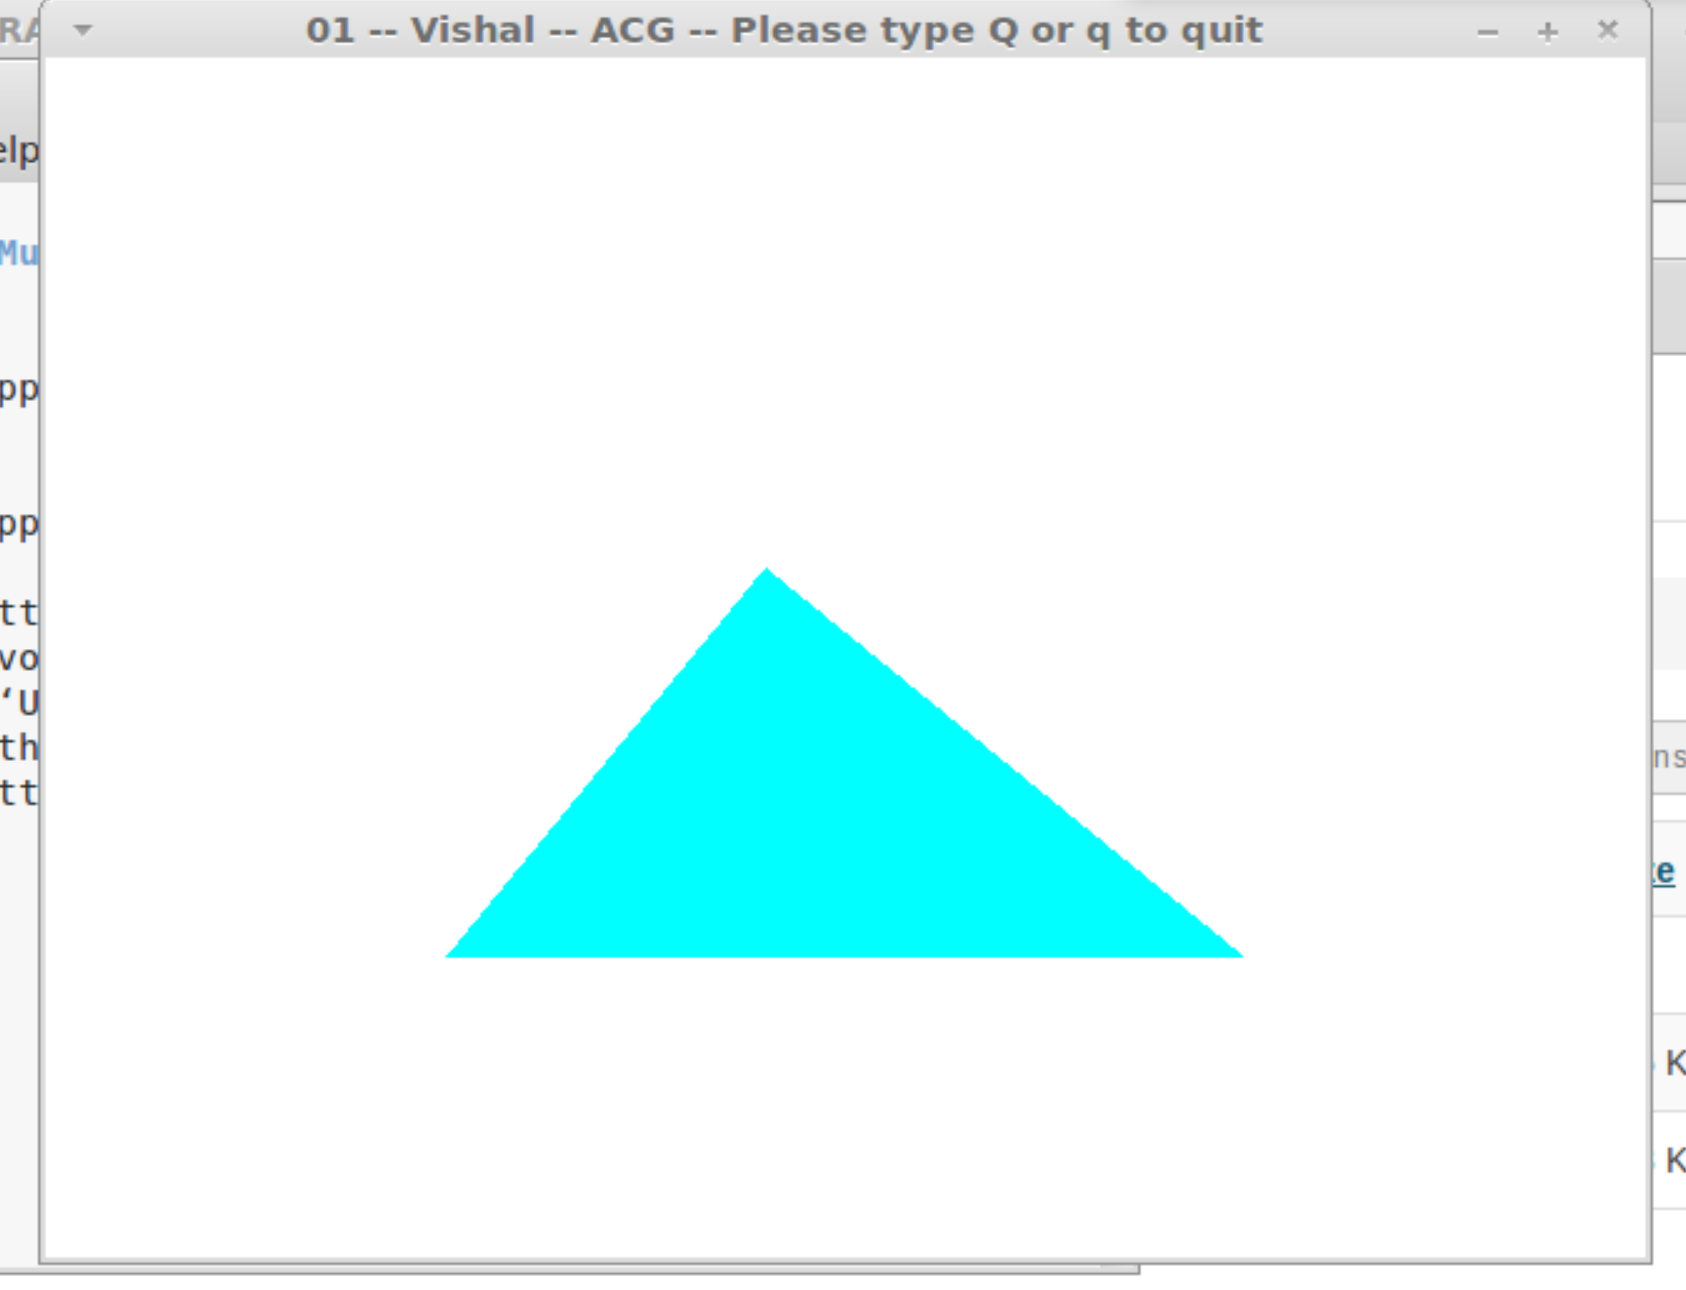 01 -- Vishal -- ACG -- Please type Q or q to quit
RA
elp
Mu
pp
pp
tt
vo
‘U
th
tt
ns
e
K
K